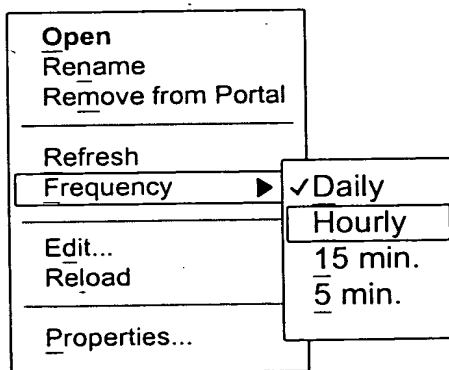 Open
Rename
Remove from Portal
Refresh
Frequency
Edit...
Reload
Properties...
Daily
Hourly
15 min.
5 min.